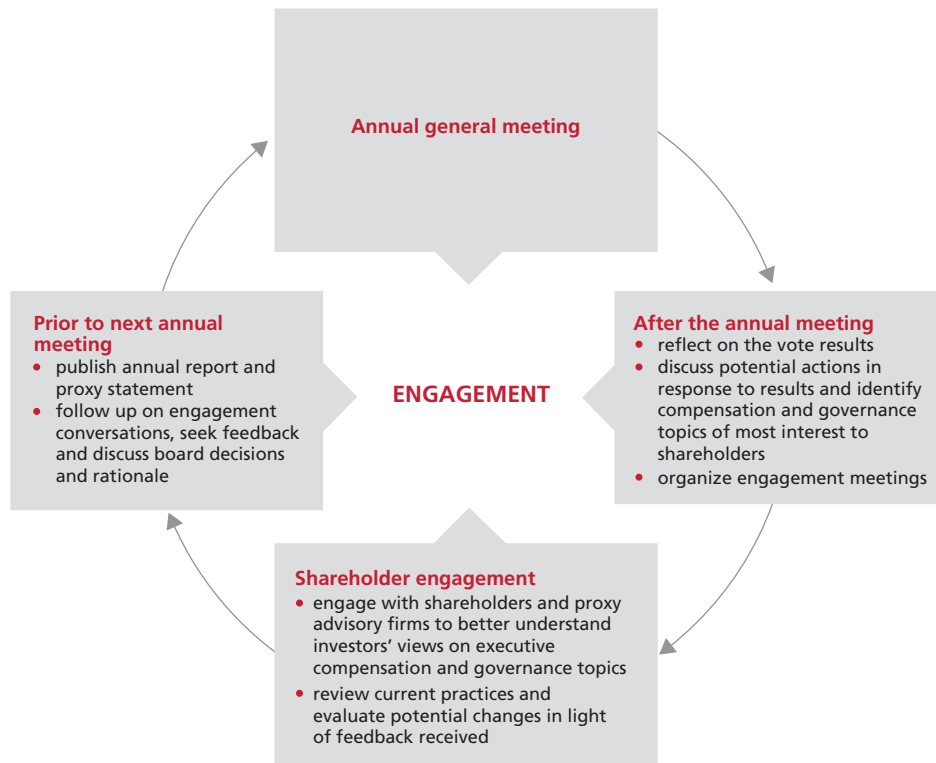 Annual general meeting
Prior to next annual
meeting
• publish annual report and
proxy statement
• follow up on engagement
conversations, seek feedback
and discuss board decisions
and rationale
ENGAGEMENT
After the annual meeting
• reflect on the vote results
• discuss potential actions in
response to results and identify
compensation and governance
topics of most interest to
shareholders
• organize engagement meetings
Shareholder engagement
• engage with shareholders and proxy
advisory firms to better understand
investors’ views on executive
compensation and governance topics
• review current practices and
evaluate potential changes in light
of feedback received